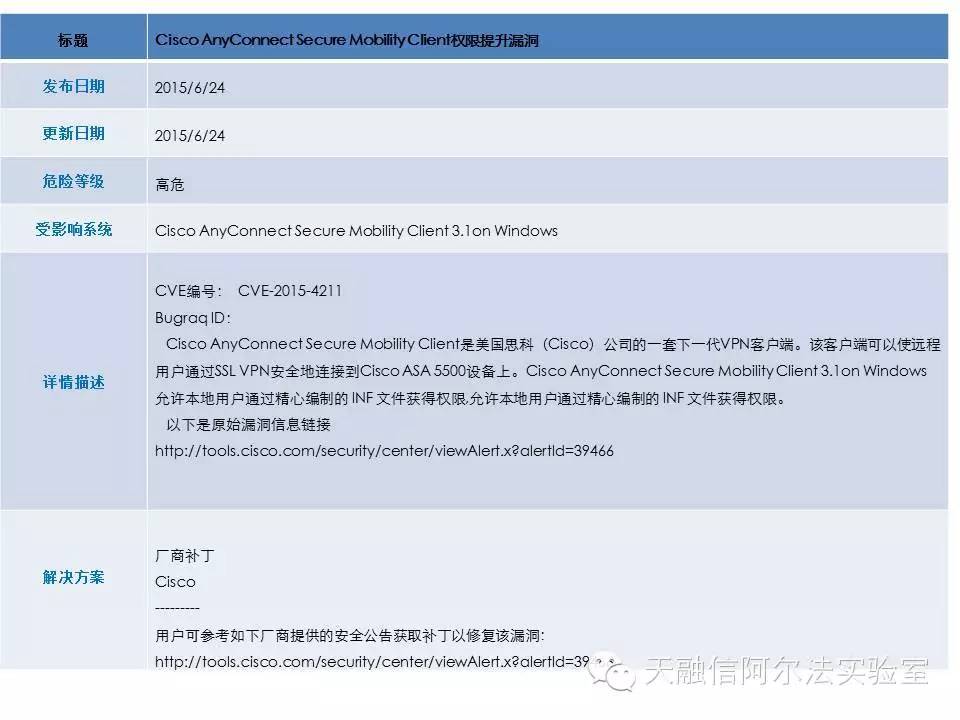 标题 Cisco AnyConnect Secure Mobility Client权限提升漏洞
发布日期 2015/6/24
更新日期 2015/6/24
危险等级 高危
受影响系统 Cisco AnyConnect Secure Mobility Client 3.1on Windows
详情描述
CVE编号： CVE-2015-4211
Bugraq ID：
Cisco AnyConnect Secure Mobility Client是美国思科（Cisco）公司的一套下一代VPN客户端。该客户端可以使远程
用户通过SSL VPN安全地连接到Cisco ASA 5500设备上。Cisco AnyConnect Secure Mobility Client 3.1on Windows
允许本地用户通过精心编制的 INF 文件获得权限,允许本地用户通过精心编制的 INF 文件获得权限。
以下是原始漏洞信息链接
http://tools.cisco.com/security/center/viewAlert.x?alertId=39466
解决方案
厂商补丁
Cisco
---------
用户可参考如下厂商提供的安全公告获取补丁以修复该漏洞：
http://tools.cisco.com/security/center/viewAlert.x?alertId=39
天融信阿尔法实验室